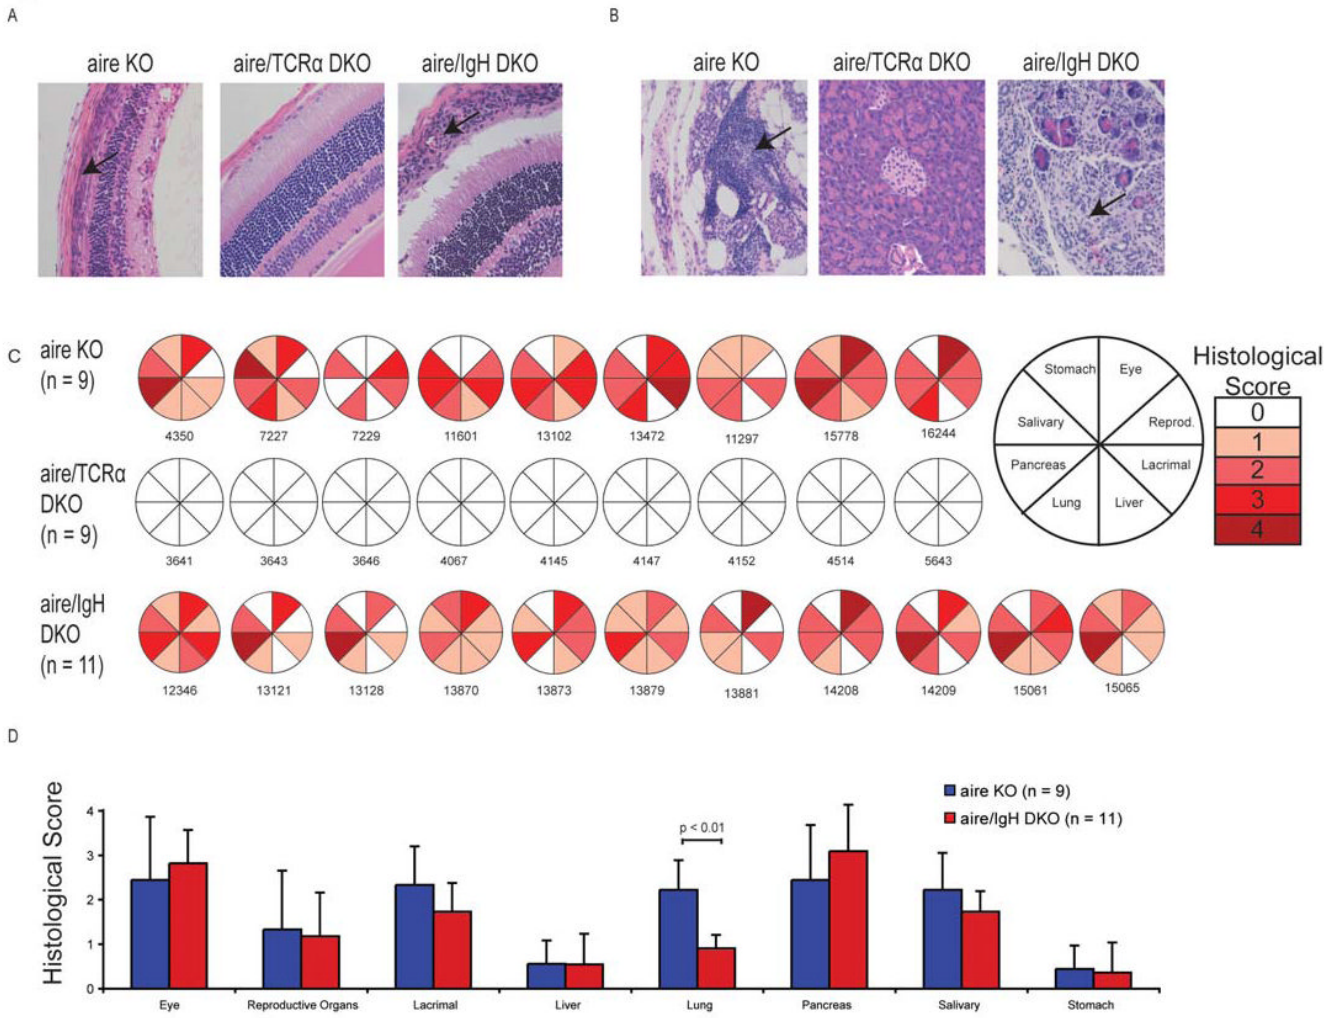 A
B
aire KO
aire/TCRα DKO
aire/IgH DKO
aire KO
aire/TCRα DKO
aire/IgH DKO
C
aire KO
(n = 9)
4350
7227
7229
11601
13102
13472
11297
15778
16244
Stomach
Eye
Salivary
Reprod.
Pancreas
Lacrimal
Lung
Liver
Histological
Score
0
1
2
3
4
aire/TCRα
DKO
(n = 9)
3641
3643
3646
4067
4145
4147
4152
4514
5643
aire/IgH
DKO
(n = 11)
12346
13121
13128
13870
13873
13879
13881
14208
14209
15061
15065
D
Histological Score
4
3
2
1
0
p < 0.01
aire KO (n = 9)
aire/IgH DKO (n = 11)
Eye
Reproductive Organs
Lacrimal
Liver
Lung
Pancreas
Salivary
Stomach